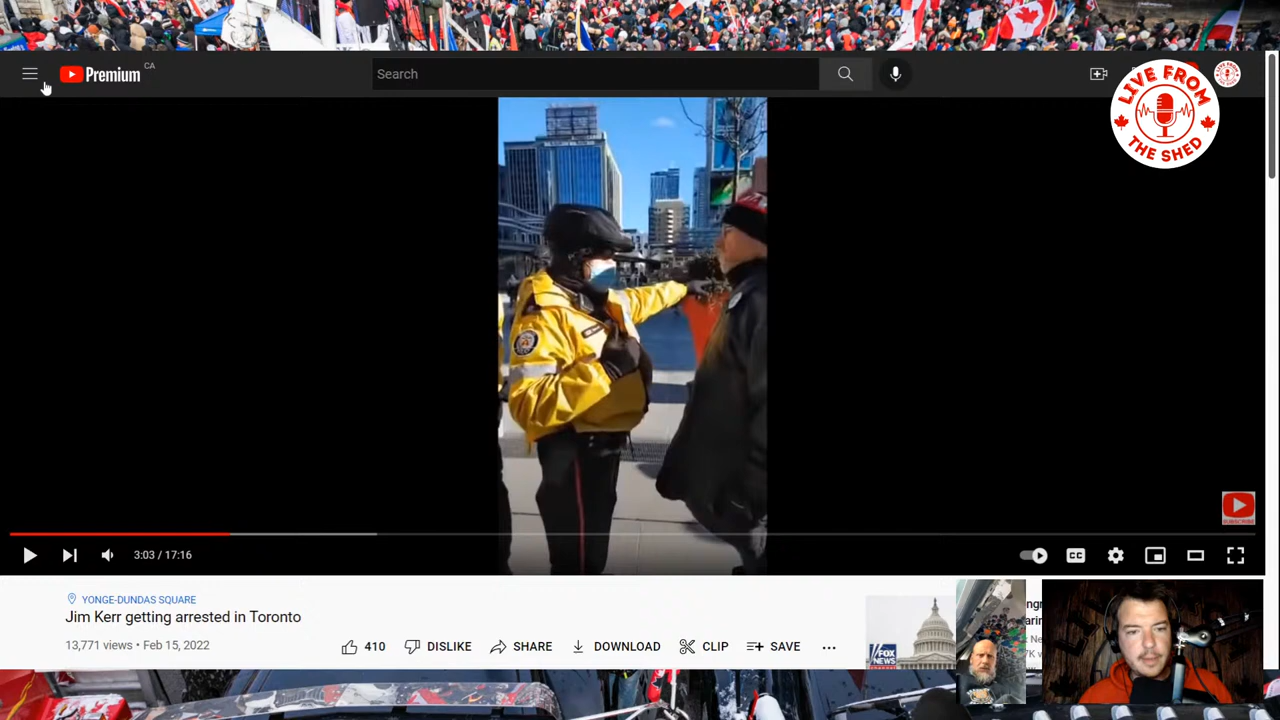 Premium
CA
Search
LIVE FROM
THE SHED
3:03 / 17:16
CC
YONGE-DUNDAS SQUARE
Jim Kerr getting arrested in Toronto
13,771 views • Feb 15, 2022
410
DISLIKE
SHARE
DOWNLOAD
CLIP
SAVE
FOX
NEWS